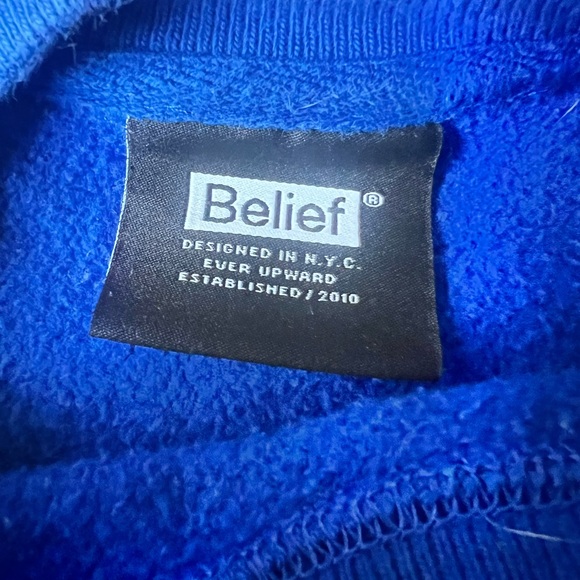 Belief®
DESIGNED IN N.Y.C.
EVER UPWARD
ESTABLISHED / 2010